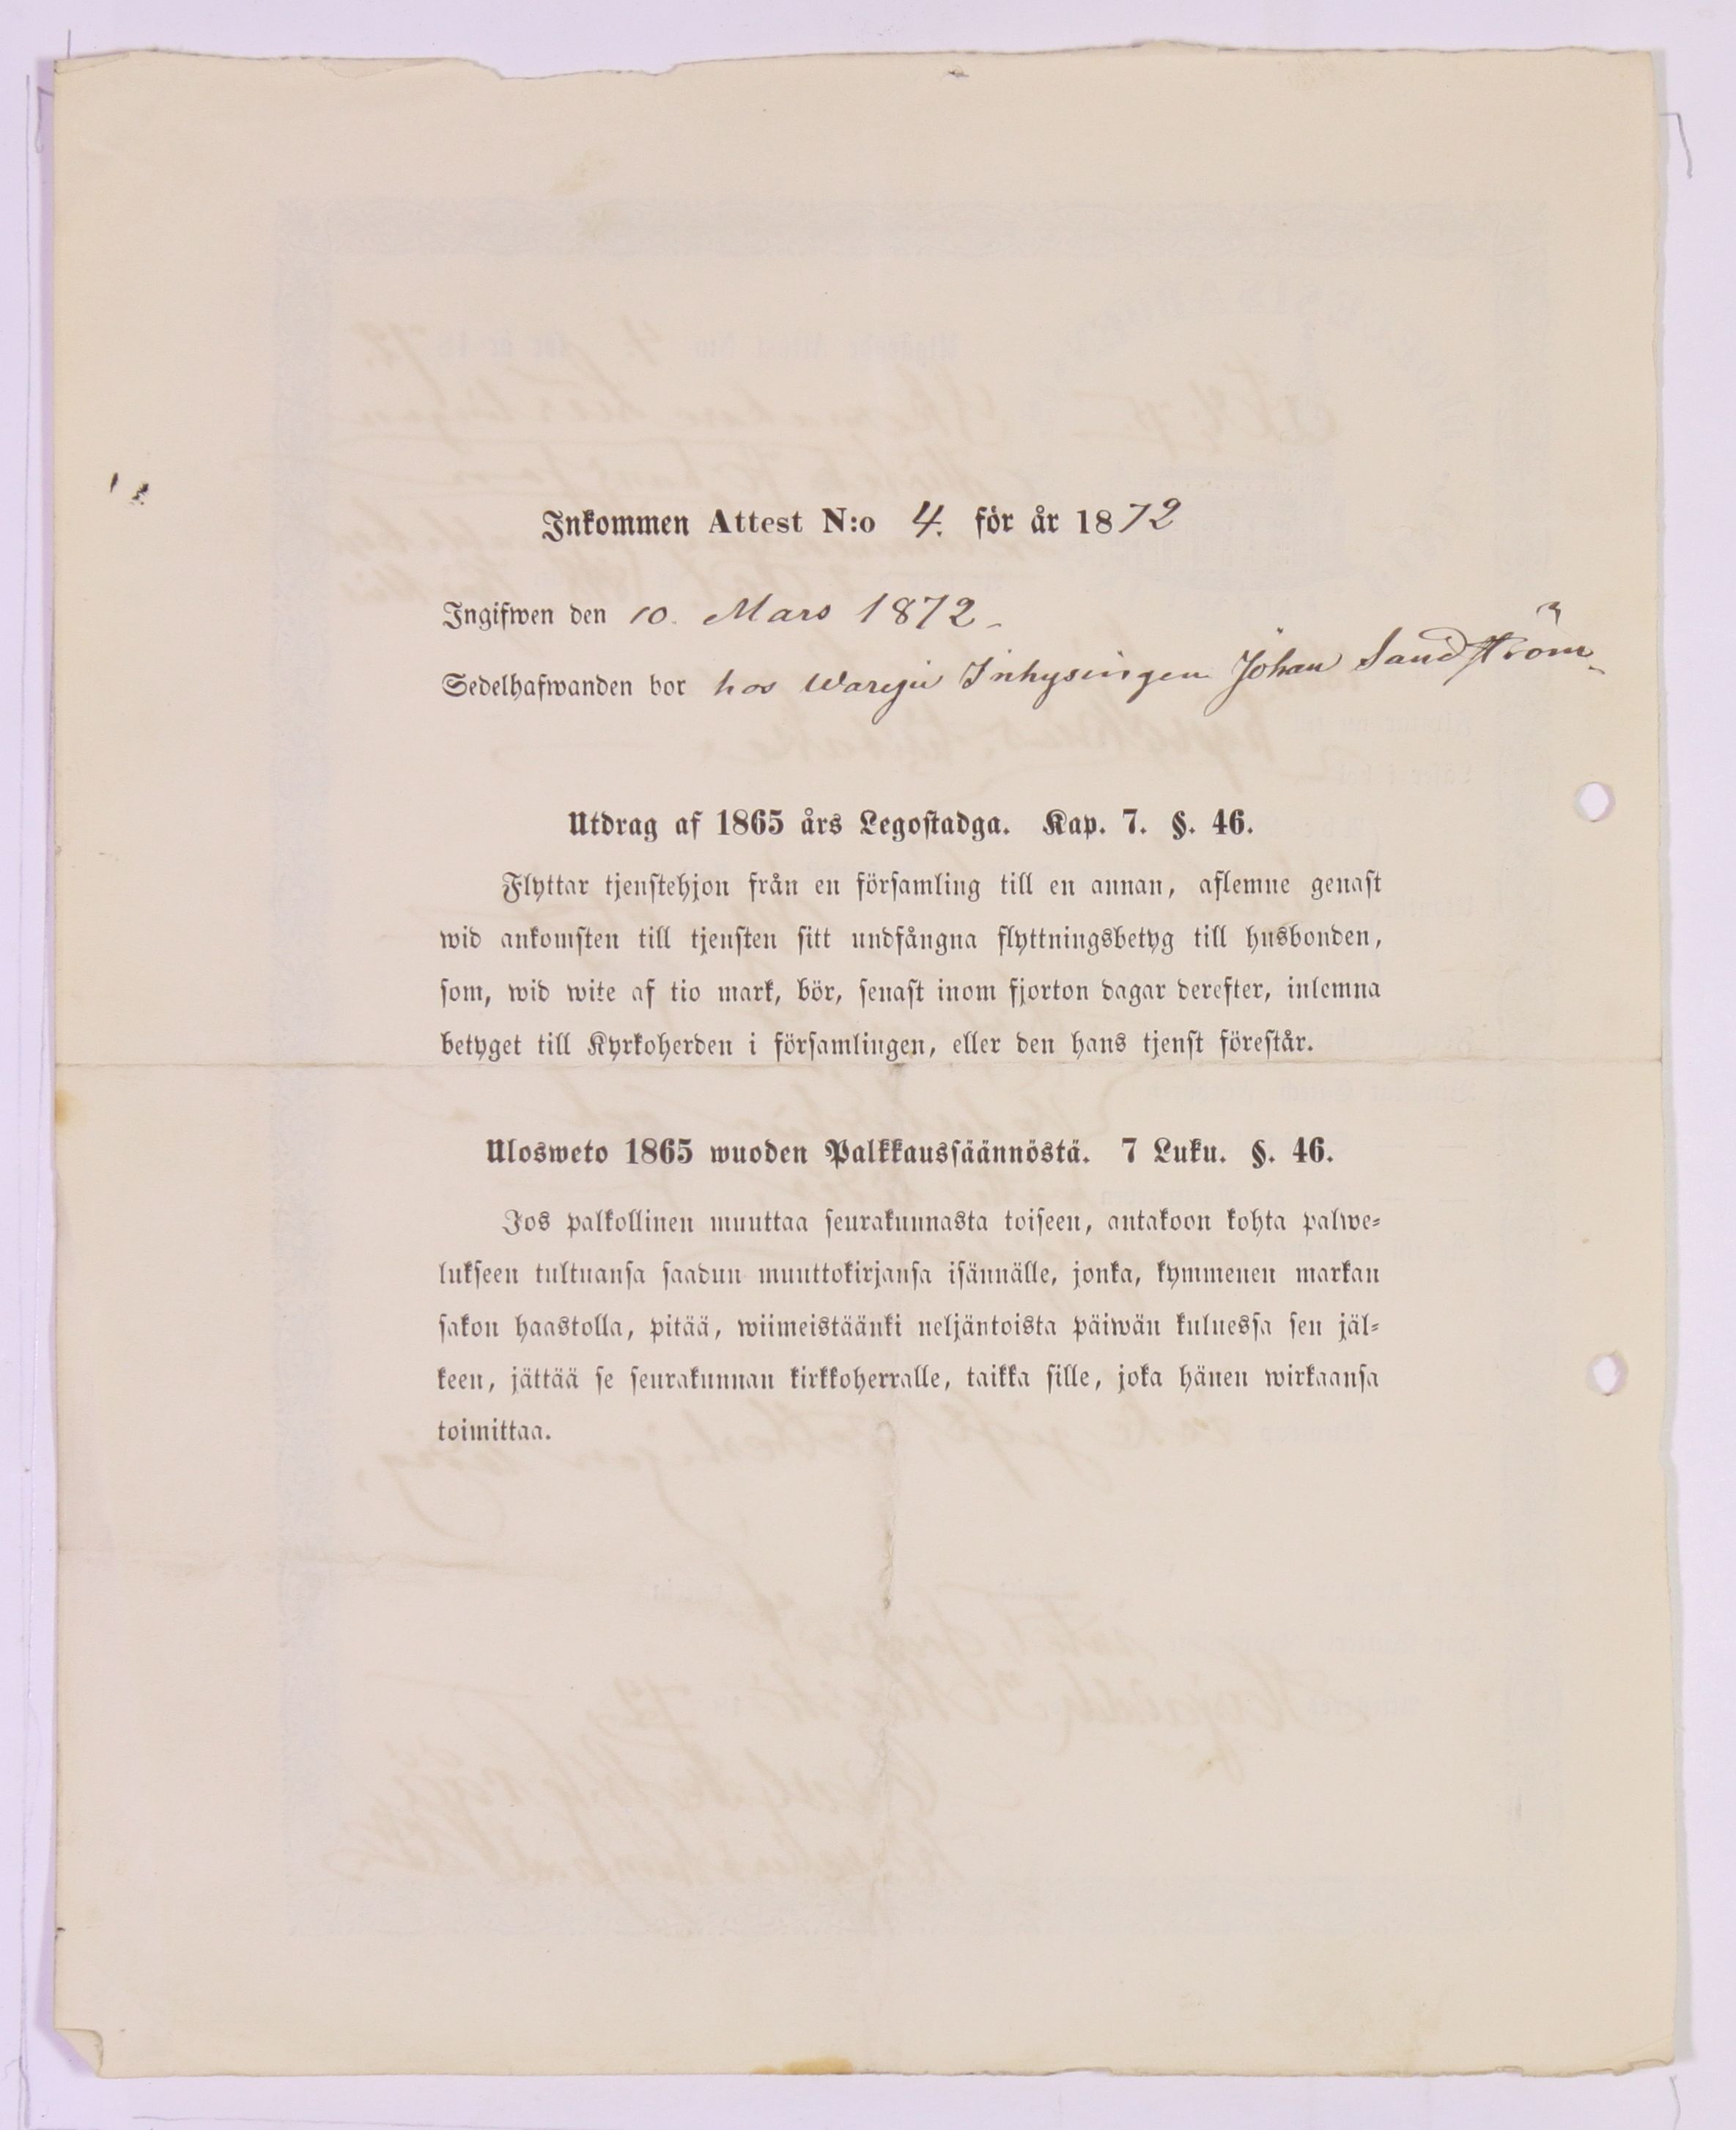 Inkommen Attest N:o 4. för år 1872
Ingifwen den 10. Mars 1872
Sedelhafwanden bor hos Inhysingen Johan Sandström
Utdrag af 1865 års Legostadga. Kap. 7. §. 46.
Flyttar tjenstehjon från en församling till en annan, aflemne genast
wid ankomsten till tjensten sitt undfångna flyttningsbetyg till husbonden,
som, wid wite af tio mark, bör, senast inom fjorton dagar derefter, inlemna
betyget till Kyrkoherden i församlingen, eller den hans tjenst förestår.
Ulosweto 1865 wuoden Palkkaussäännöstä. 7 Luku. §. 46.
Jos palkollinen muuttaa seurakunnasta toiseen, antakoon kohta palwe-
lukseen tultuansa saadun muuttokirjansa isännälle, jonka, kymmenen markan
sakon haastolla, pitää, wiimeistäänki neljäntoista päiwän kuluessa sen jäl-
keen, jättää se seurakunnan kirkkoherralle, taikka sille, joka hänen wirkaansa
toimittaa.